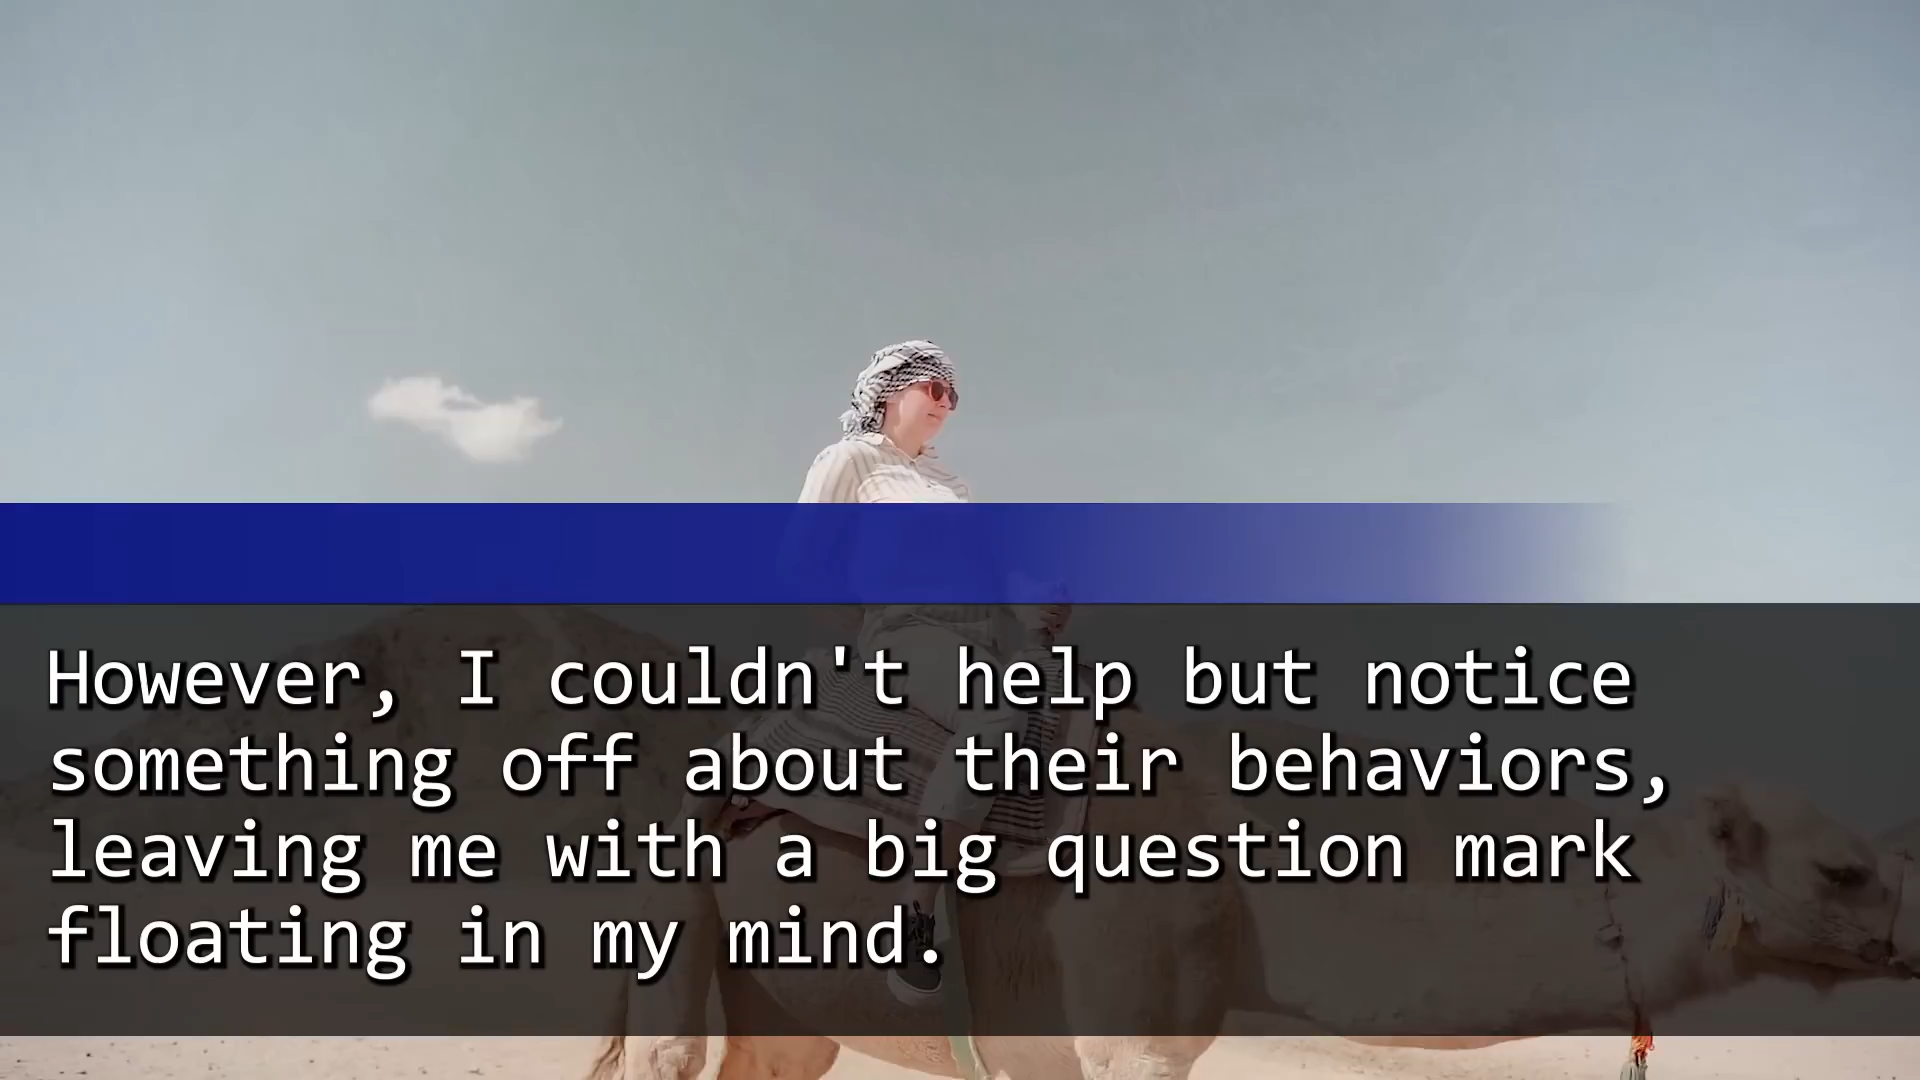 However, I couldn't help but notice
something off about their behaviors,
leaving me with a big question mark
floating in my mind.